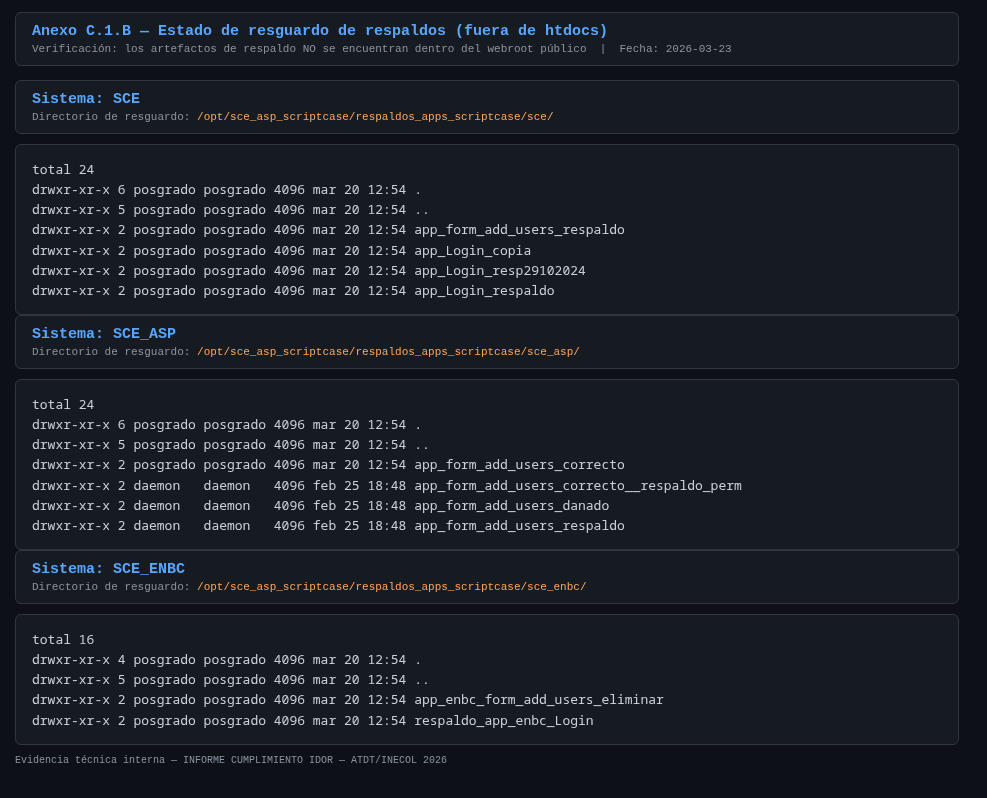 Anexo C.1.B — Estado de resguardo de respaldos (fuera de htdocs)
Verificación: los artefactos de respaldo NO se encuentran dentro del webroot público | Fecha: 2026-03-23
Sistema: SCE
Directorio de resguardo: /opt/sce_asp_scriptcase/respaldos_apps_scriptcase/sce/
total 24
drwxr-xr-x 6 posgrado posgrado 4096 mar 20 12:54 .
drwxr-xr-x 5 posgrado posgrado 4096 mar 20 12:54 ..
drwxr-xr-x 2 posgrado posgrado 4096 mar 20 12:54 app_form_add_users_respaldo
drwxr-xr-x 2 posgrado posgrado 4096 mar 20 12:54 app_Login_copia
drwxr-xr-x 2 posgrado posgrado 4096 mar 20 12:54 app_Login_resp29102024
drwxr-xr-x 2 posgrado posgrado 4096 mar 20 12:54 app_Login_respaldo
Sistema: SCE_ASP
Directorio de resguardo: /opt/sce_asp_scriptcase/respaldos_apps_scriptcase/sce_asp/
total 24
drwxr-xr-x 6 posgrado posgrado 4096 mar 20 12:54 .
drwxr-xr-x 5 posgrado posgrado 4096 mar 20 12:54 ..
drwxr-xr-x 2 posgrado posgrado 4096 mar 20 12:54 app_form_add_users_correcto
drwxr-xr-x 2 daemon   daemon   4096 feb 25 18:48 app_form_add_users_correcto__respaldo_perm
drwxr-xr-x 2 daemon   daemon   4096 feb 25 18:48 app_form_add_users_danado
drwxr-xr-x 2 daemon   daemon   4096 feb 25 18:48 app_form_add_users_respaldo
Sistema: SCE_ENBC
Directorio de resguardo: /opt/sce_asp_scriptcase/respaldos_apps_scriptcase/sce_enbc/
total 16
drwxr-xr-x 4 posgrado posgrado 4096 mar 20 12:54 .
drwxr-xr-x 5 posgrado posgrado 4096 mar 20 12:54 ..
drwxr-xr-x 2 posgrado posgrado 4096 mar 20 12:54 app_enbc_form_add_users_eliminar
drwxr-xr-x 2 posgrado posgrado 4096 mar 20 12:54 respaldo_app_enbc_Login
Evidencia técnica interna — INFORME CUMPLIMIENTO IDOR — ATDT/INECOL 2026